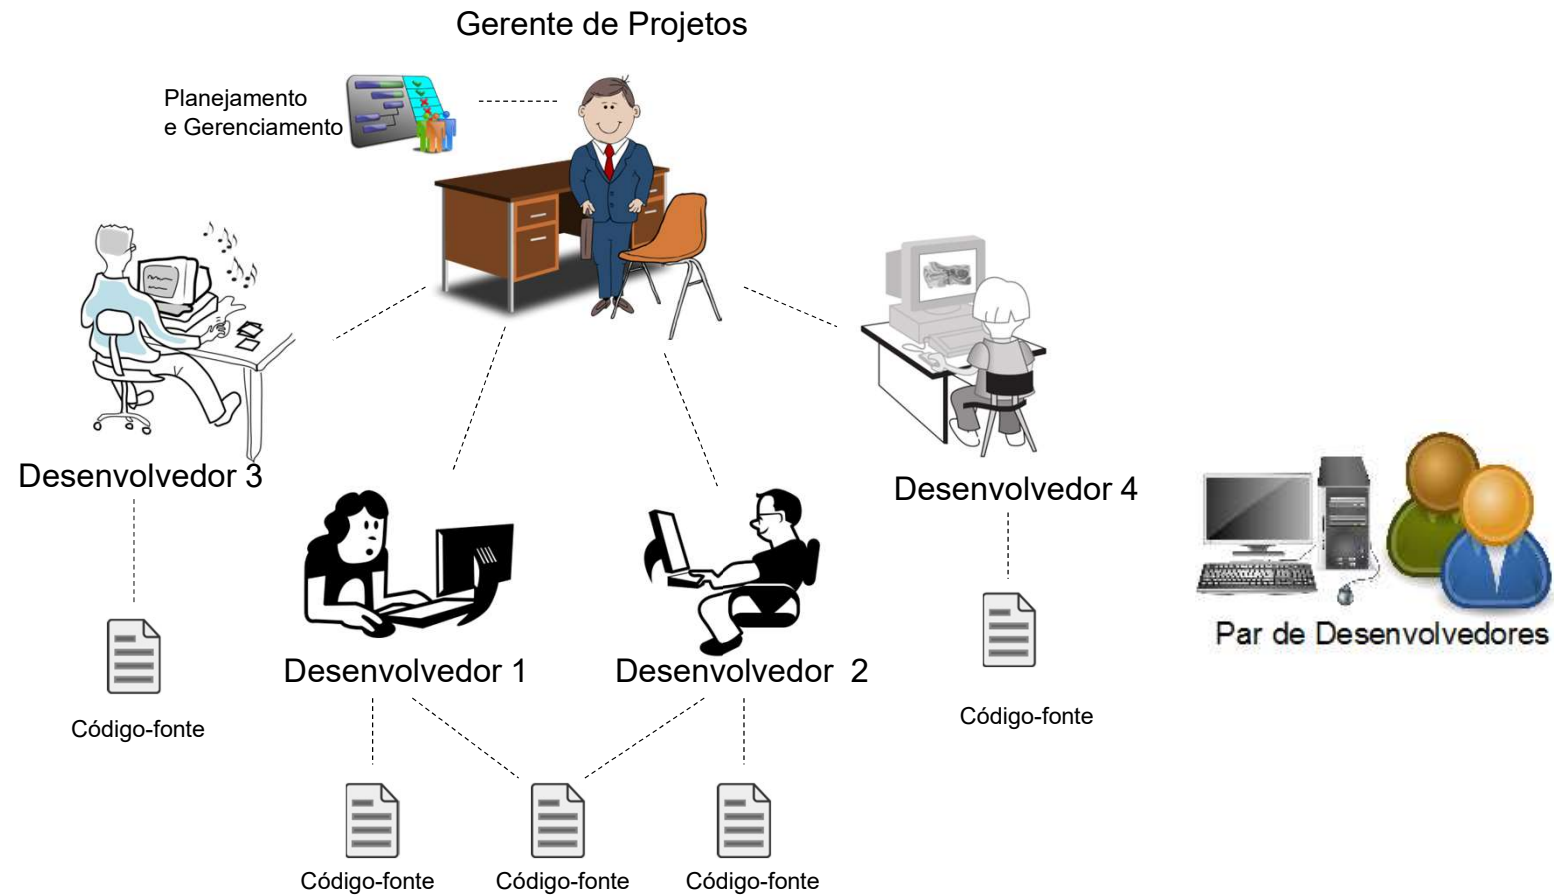 Gerente de Projetos
Planejamento
e Gerenciamento
Desenvolvedor 3
Desenvolvedor 4
Par de Desenvolvedores
Desenvolvedor 1
Desenvolvedor 2
Código-fonte
Código-fonte
Código-fonte
Código-fonte
Código-fonte